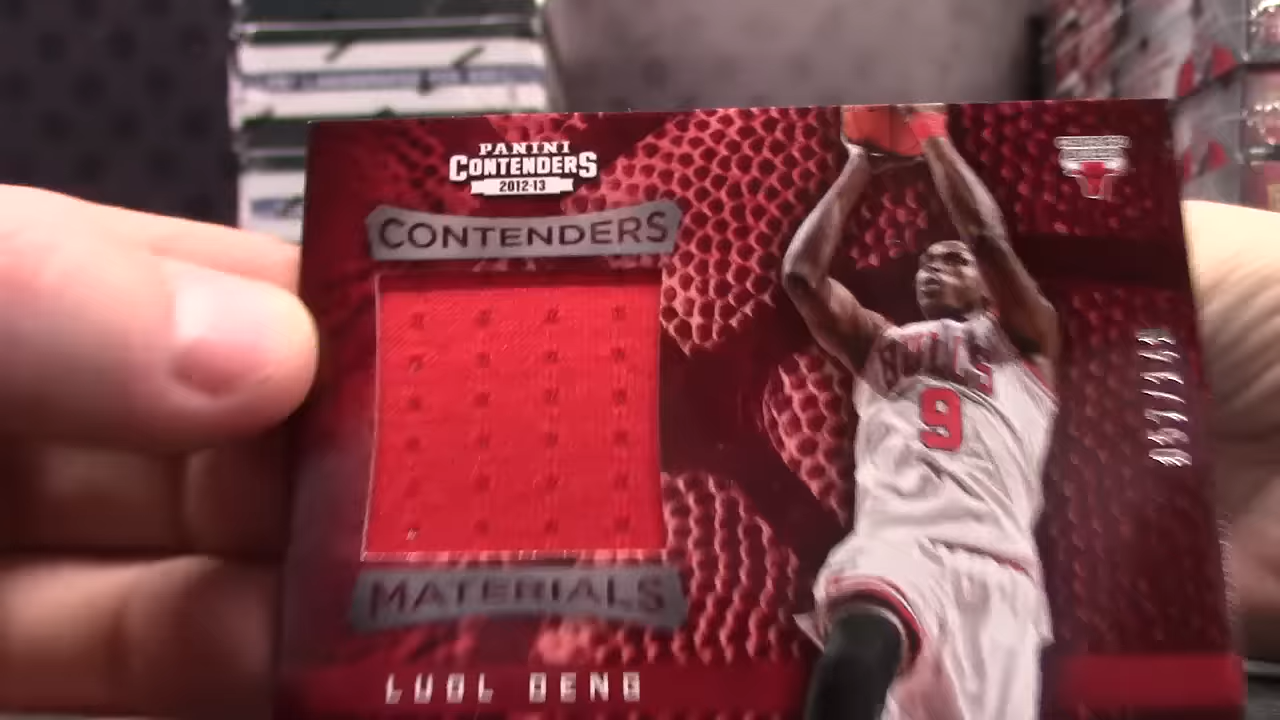 PANINI
CONTENDERS
2012-13
CONTENDERS
MATERIALS
LUOL DENG
BULLS
9